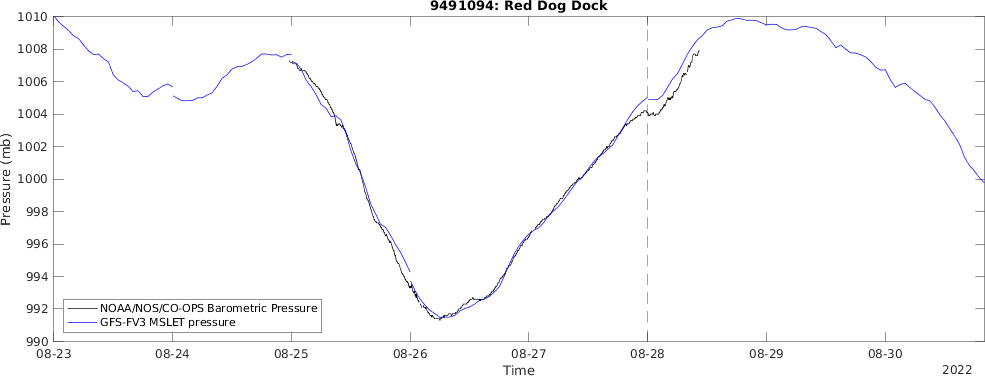 9491094: Red Dog Dock
1010
1008
1006
1004
1002
1000
998
996
994
992
990
Pressure (mb)
NOAA/NOS/CO-OPS Barometric Pressure
GFS-FV3 MSLET pressure
08-23 08-24 08-25 08-26 08-27 08-28 08-29 08-30
Time
2022